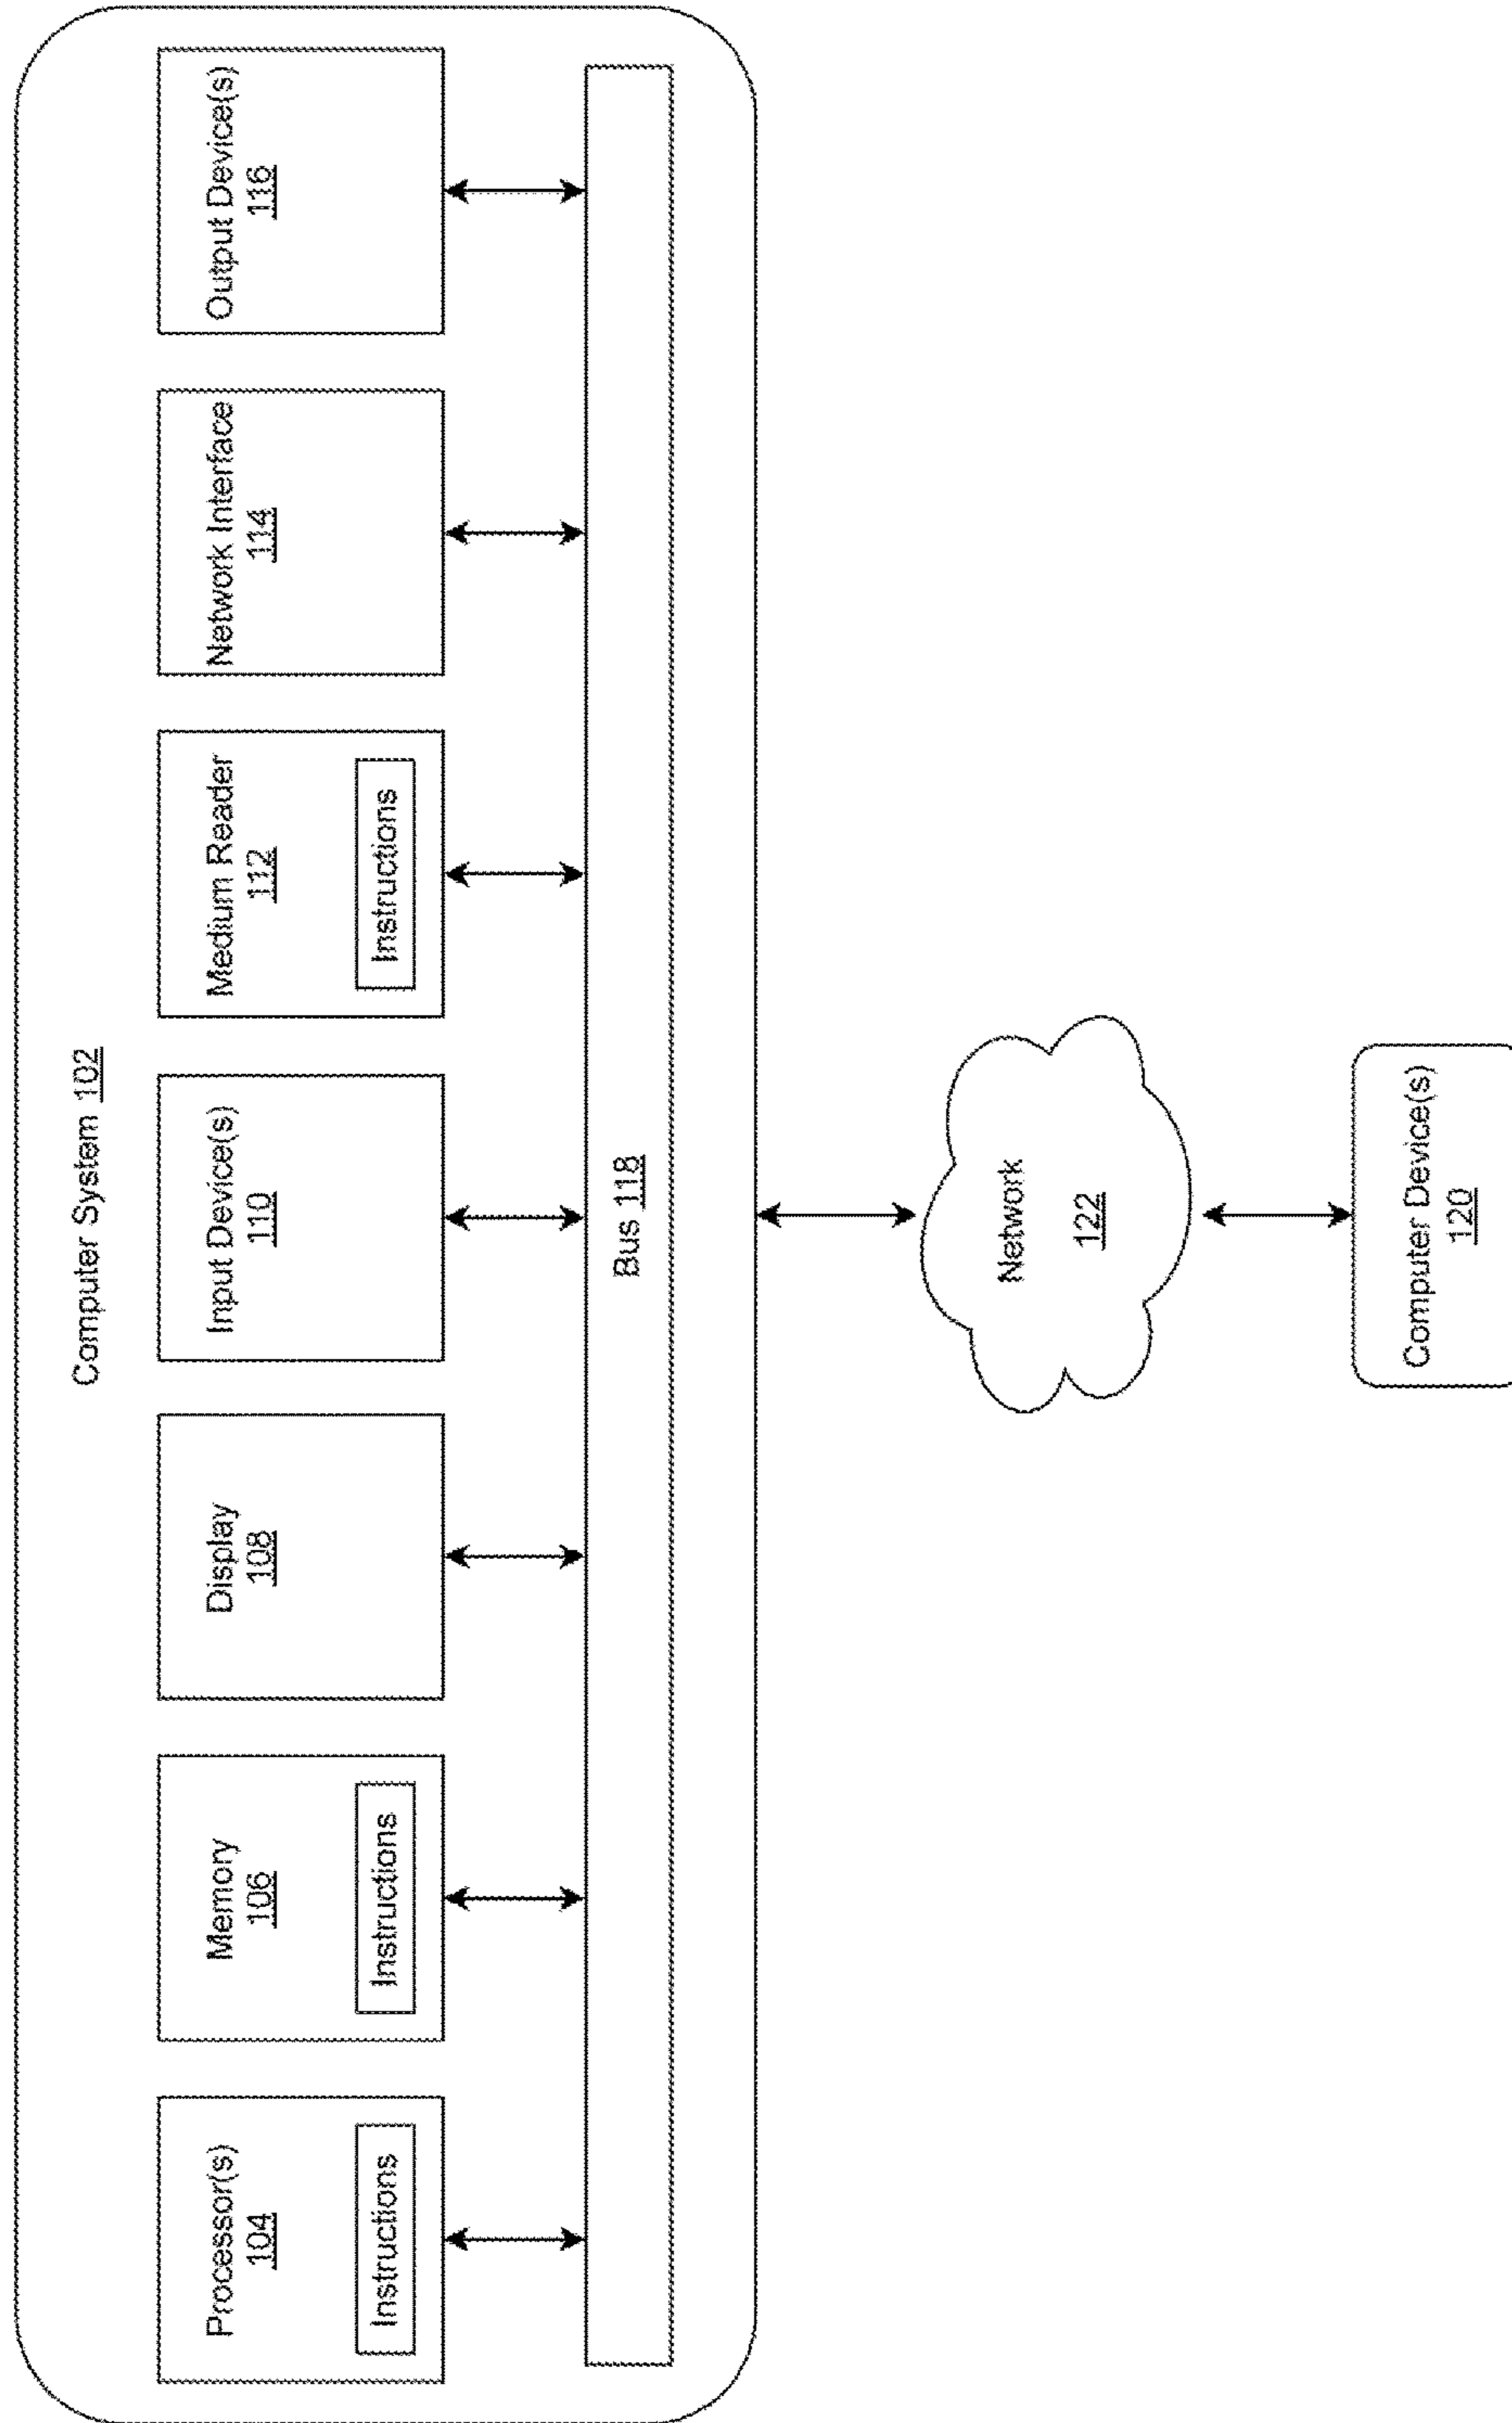 Computer System 102
Processor(s)
104
Instructions
Memory
106
Instructions
Display
108
Input Device(s)
110
Medium Reader
112
Instructions
Network Interface
114
Output Device(s)
116
Bus 118
Network
122
Computer Device(s)
120